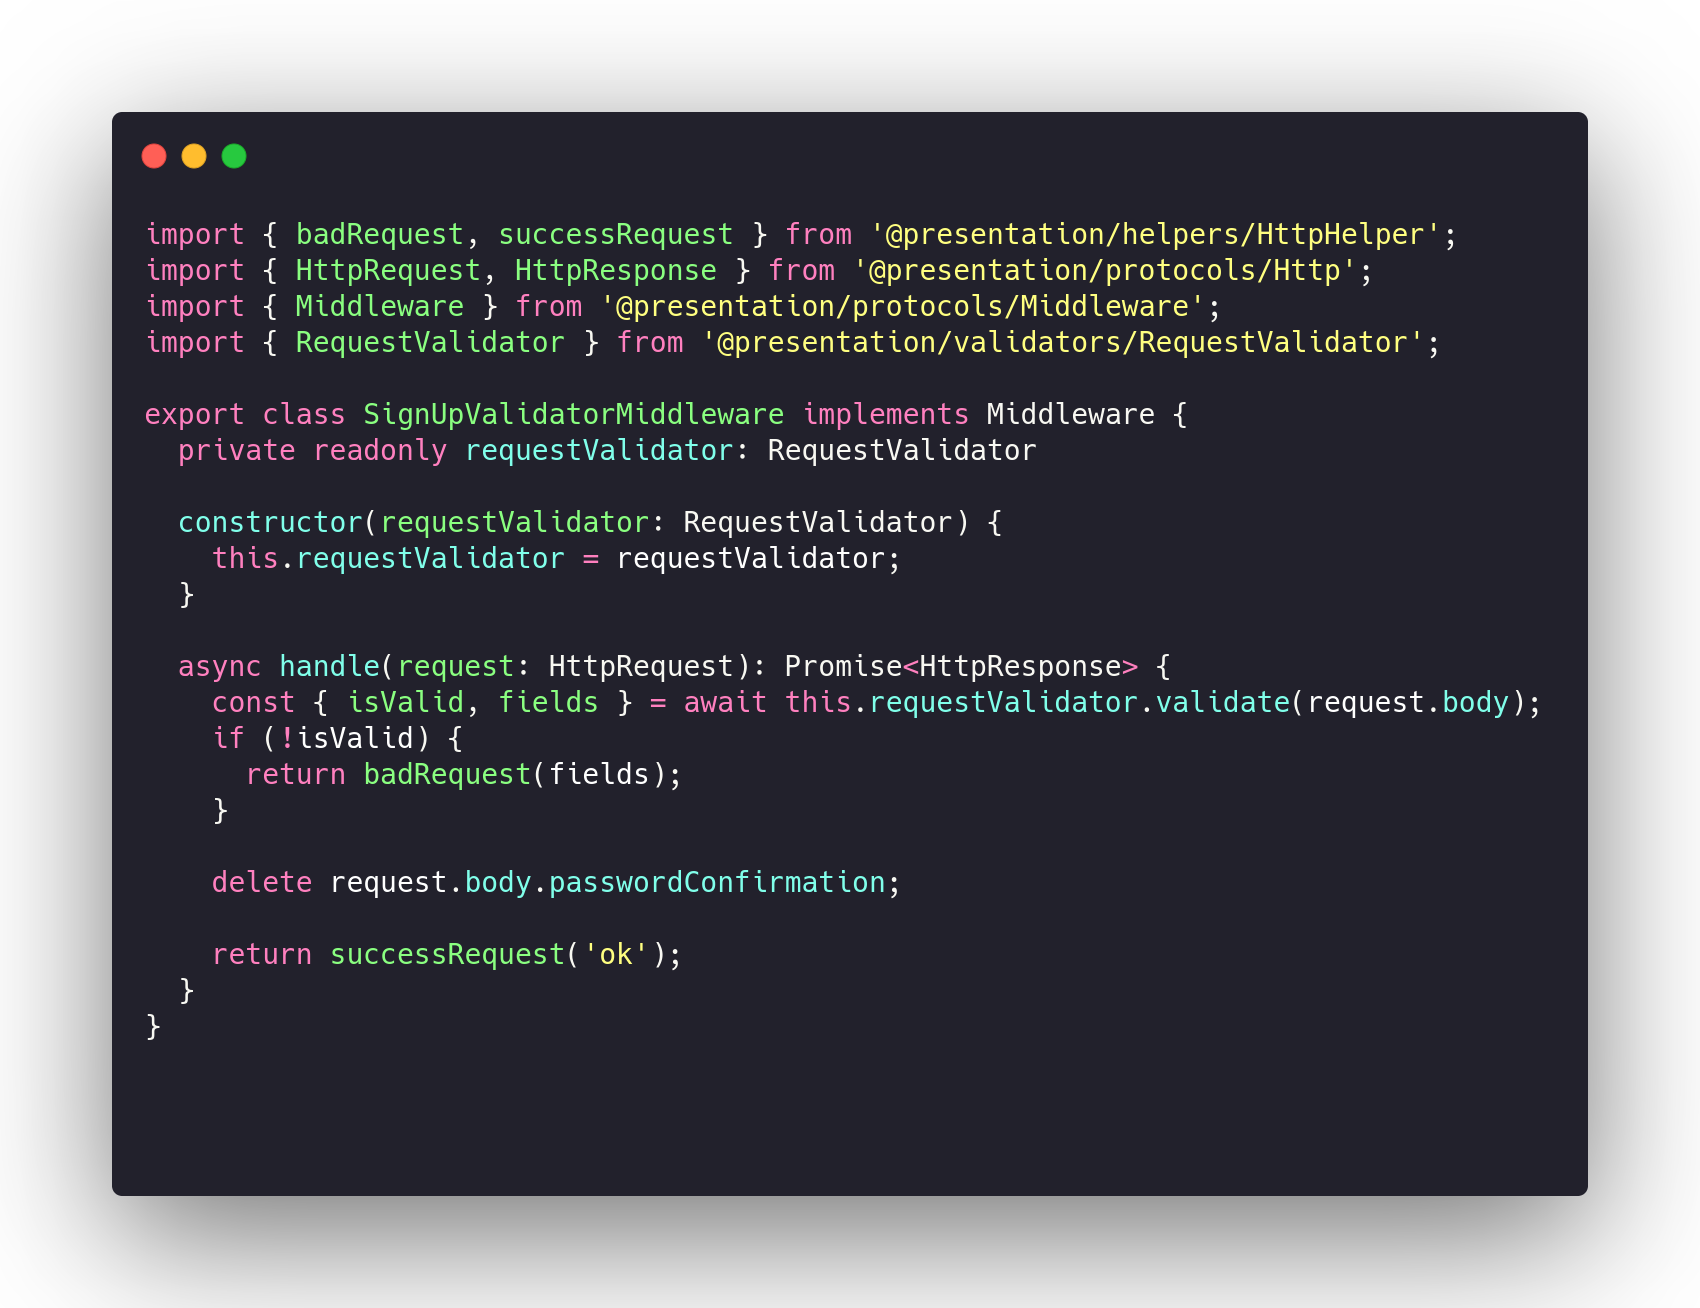 import { badRequest, successRequest } from '@presentation/helpers/HttpHelper';
import { HttpRequest, HttpResponse } from '@presentation/protocols/Http';
import { Middleware } from '@presentation/protocols/Middleware';
import { RequestValidator } from '@presentation/validators/RequestValidator';

export class SignUpValidatorMiddleware implements Middleware {
  private readonly requestValidator: RequestValidator

  constructor(requestValidator: RequestValidator) {
    this.requestValidator = requestValidator;
  }

  async handle(request: HttpRequest): Promise<HttpResponse> {
    const { isValid, fields } = await this.requestValidator.validate(request.body);
    if (!isValid) {
      return badRequest(fields);
    }

    delete request.body.passwordConfirmation;

    return successRequest('ok');
  }
}